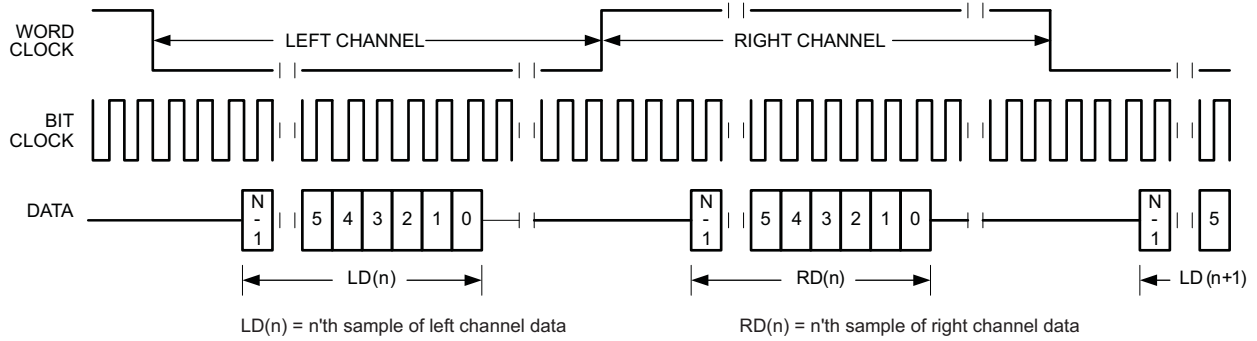 WORD
CLOCK
LEFT CHANNEL
RIGHT CHANNEL
BIT
CLOCK
DATA
N
-
1
5 4 3 2 1 0
N
-
1
5 4 3 2 1 0
N
-
1
5
LD(n)
RD(n)
LD (n+1)
LD(n) = n'th sample of left channel data
RD(n) = n'th sample of right channel data